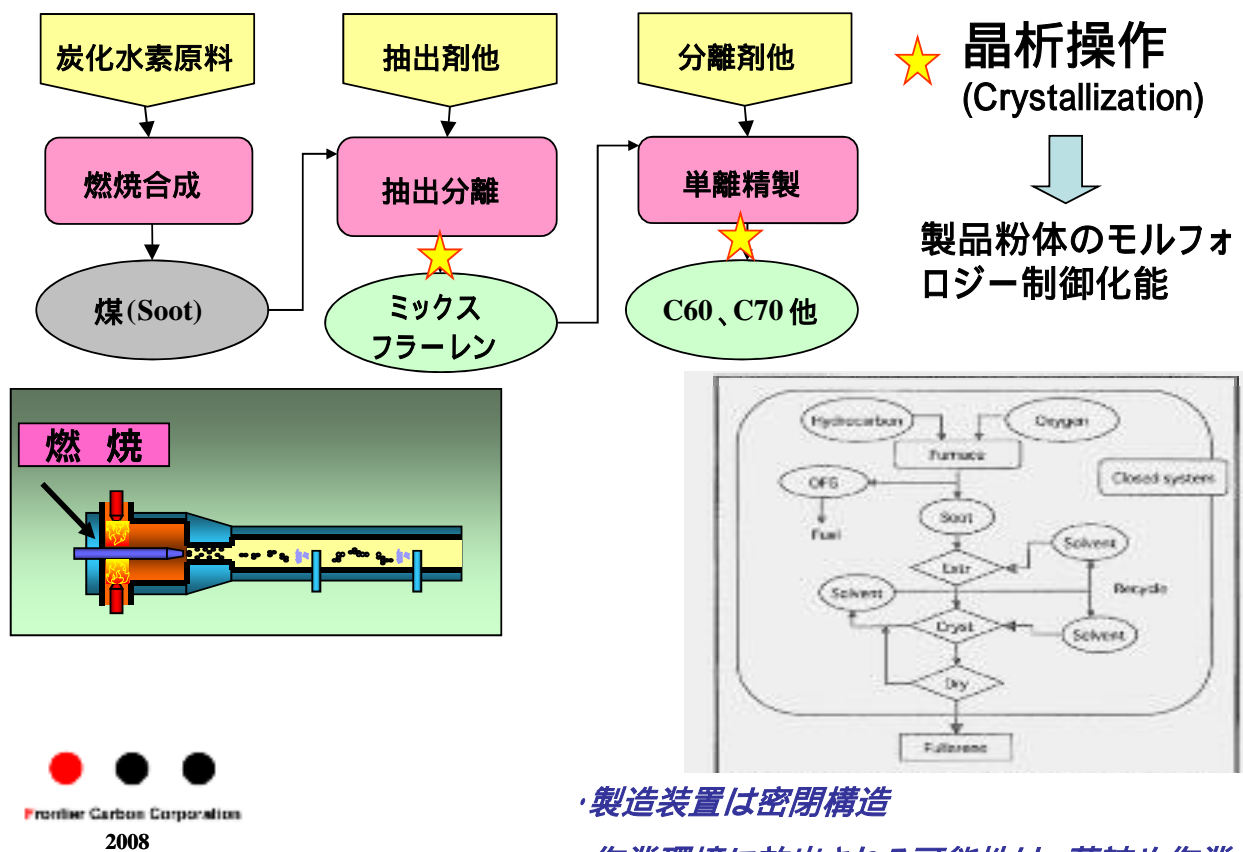 炭化水素原料
抽出剤他
分離剤他
晶析操作
(Crystallization)
燃焼合成
抽出分離
単離精製
製品粉体のモルフォ
ロジー制御化能
煤(Soot)
ミックス
フラーレン
C60、C70 他
燃 焼
Hydrocarbon
Oxygen
Furnace
Closed system
OFG
Soot
Fuel
Solvent
Extr
Solvent
Recycle
Cryst
Solvent
Dry
Fullerene
Frontier Carbon Corporation
2008
・製造装置は密閉構造